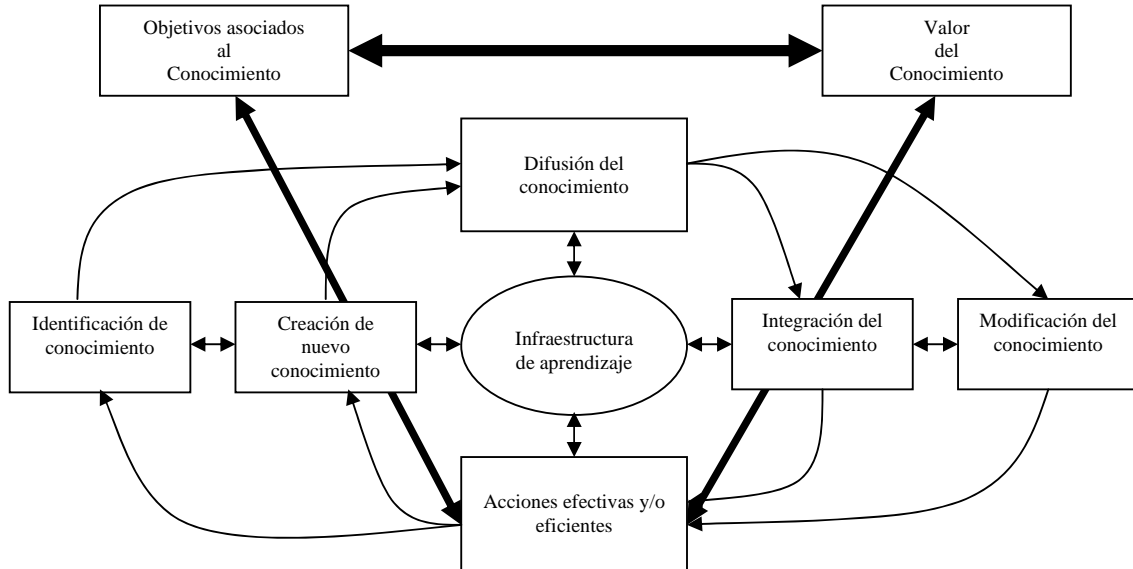 Objetivos asociados
al
Conocimiento
Valor
del
Conocimiento
Difusión del
conocimiento
Identificación de
conocimiento
Creación de
nuevo
conocimiento
Infraestructura
de aprendizaje
Integración del
conocimiento
Modificación del
conocimiento
Acciones efectivas y/o
eficientes